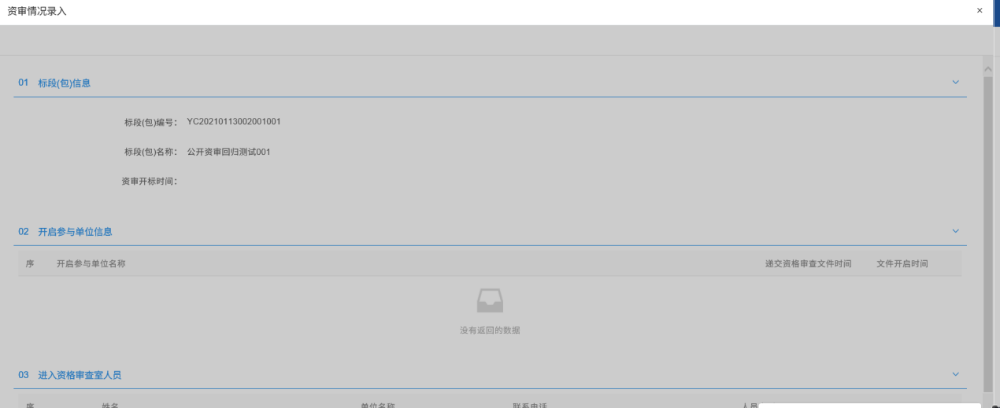 资审情况录入 ×
01 标段(包)信息
标段(包)编号： YC20210113002001001
标段(包)名称： 公开资审回归测试001
资审开标时间：
02 开启参与单位信息
序 开启参与单位名称 递交资格审查文件时间 文件开启时间
没有返回的数据
03 进入资格审查室人员
序 姓名 单位名称 联系电话 人员